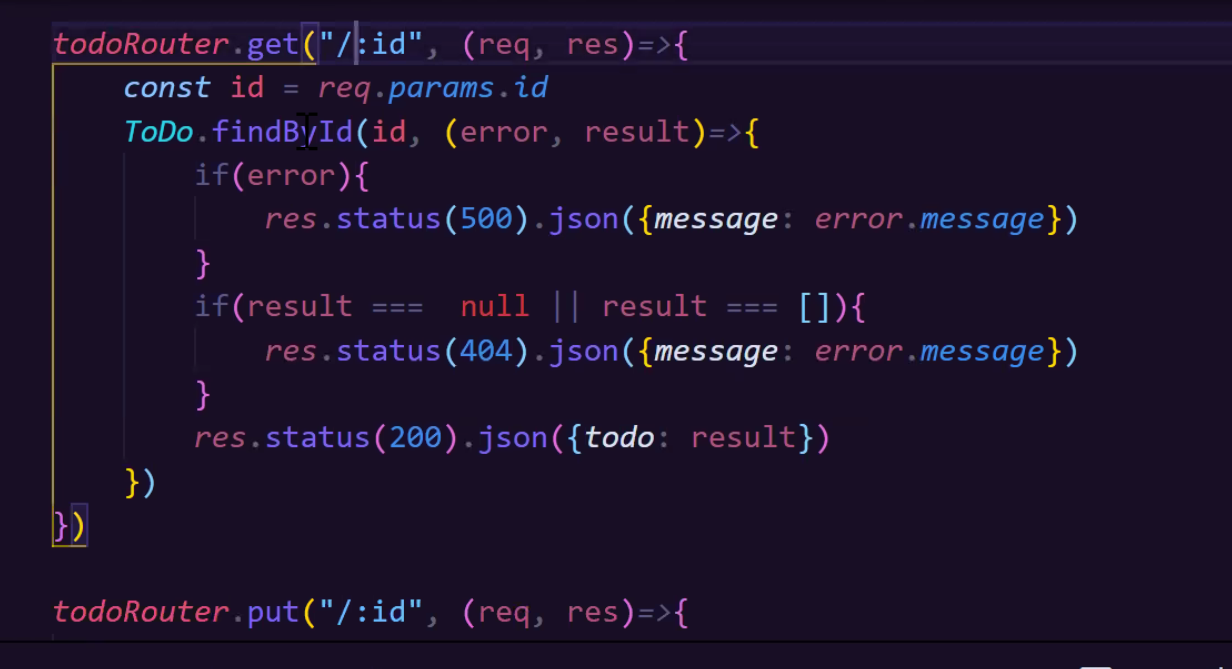 todoRouter.get("/:id", (req, res)=>{
    const id = req.params.id
    ToDo.findById(id, (error, result)=>{
        if(error){
            res.status(500).json({message: error.message})
        }
        if(result ===  null || result === []){
            res.status(404).json({message: error.message})
        }
        res.status(200).json({todo: result})
    })
})
todoRouter.put("/:id", (req, res)=>{